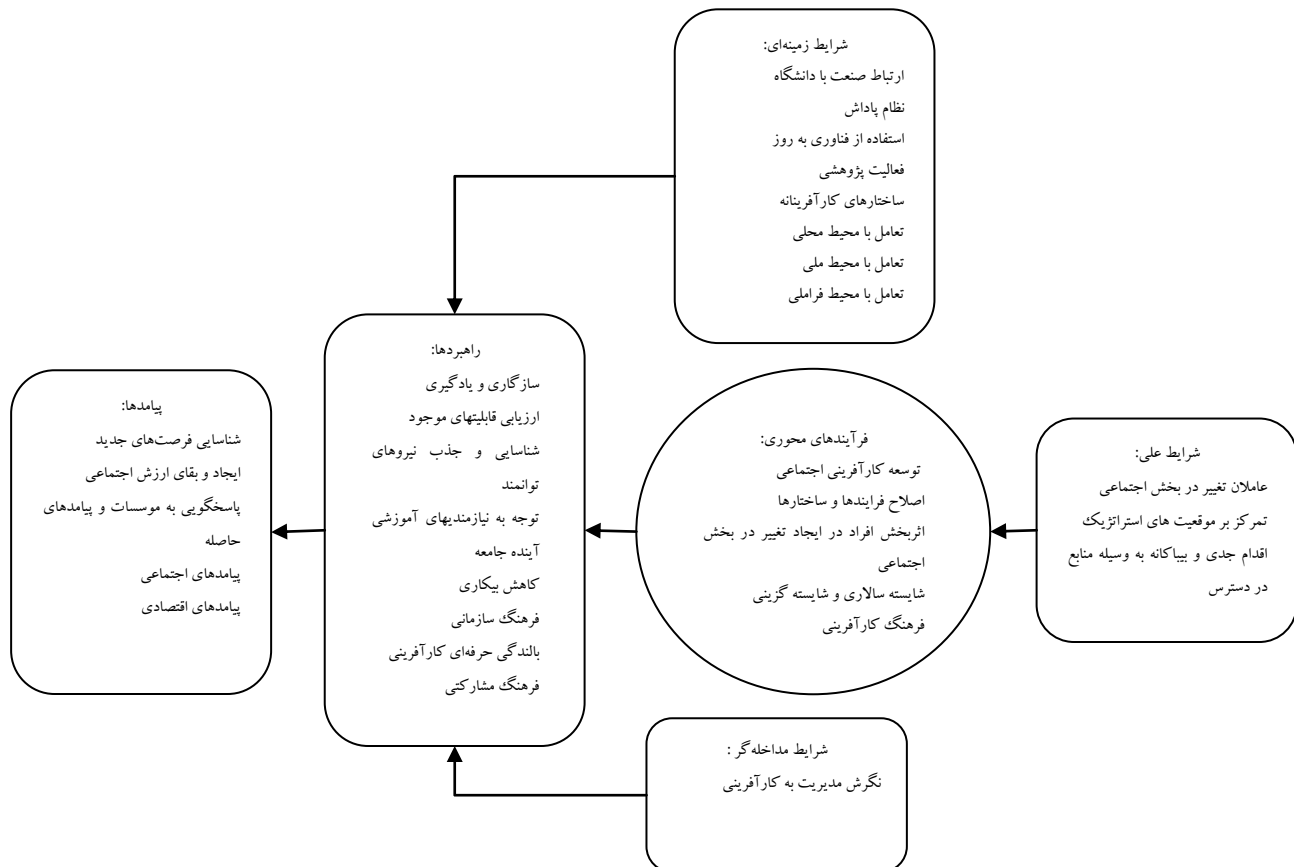 شرایط زمینه‌ای:
ارتباط صنعت با دانشگاه
نظام پاداش
استفاده از فناوری به روز
فعالیت پژوهشی
ساختارهای کارآفرینانه
تعامل با محیط محلی
تعامل با محیط ملی
تعامل با محیط فراملی
شرایط علی:
عاملان تغییر در بخش اجتماعی
تمرکز بر موقعیت های استراتژیک
اقدام جدی و بیباکانه به وسیله منابع
در دسترس
فرآیندهای محوری:
توسعه کارآفرینی اجتماعی
اصلاح فرایندها و ساختارها
اثربخش افراد در ایجاد تغییر در بخش
اجتماعی
شایسته سالاری و شایسته گزینی
فرهنگ کارآفرینی
راهبردها:
سازگاری و یادگیری
ارزیابی قابلیتهای موجود
شناسایی و جذب نیروهای
توانمند
توجه به نیازمندیهای آموزشی
آینده جامعه
کاهش بیکاری
فرهنگ سازمانی
بالندگی حرفه‌ای کارآفرینی
فرهنگ مشارکتی
پیامدها:
شناسایی فرصت‌های جدید
ایجاد و بقای ارزش اجتماعی
پاسخگویی به موسسات و پیامدهای
حاصله
پیامدهای اجتماعی
پیامدهای اقتصادی
شرایط مداخله‌گر :
نگرش مدیریت به کارآفرینی